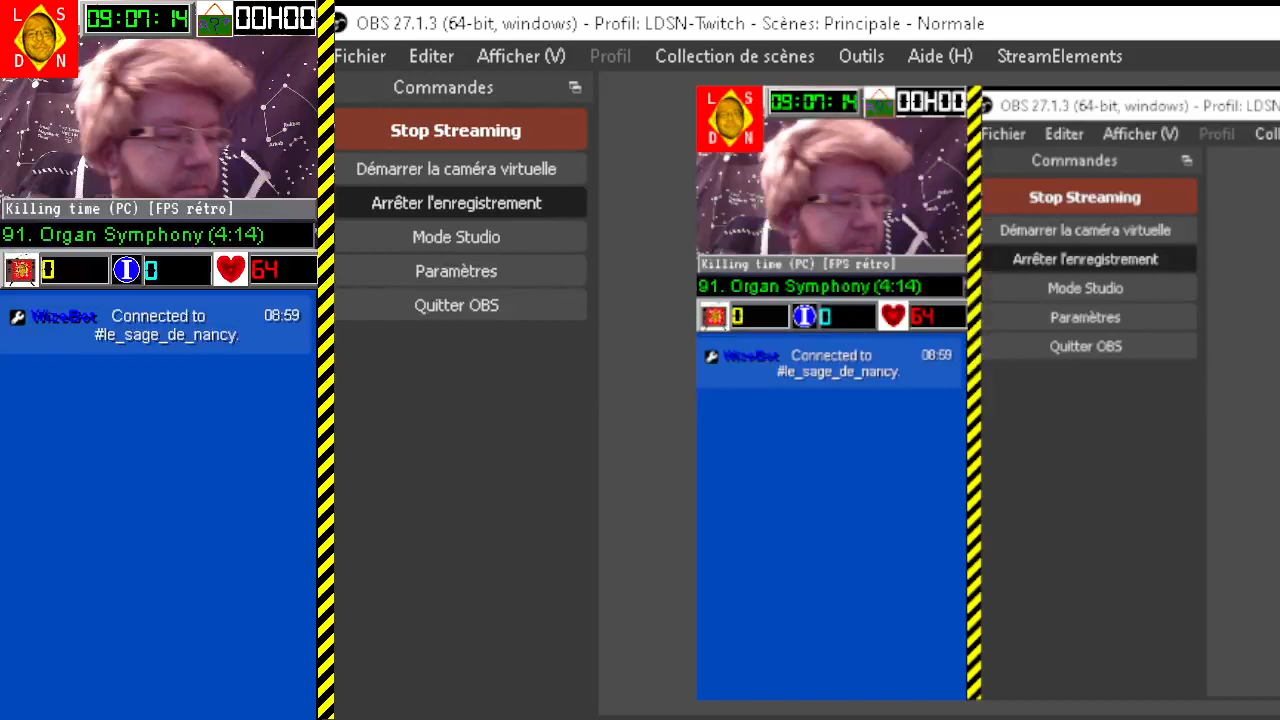 L S
D N
09:07:14
00H00
Killing time (PC) [FPS rétro]
91. Organ Symphony (4:14)
0
I
0
64
WizeBot Connected to 08:59
#le_sage_de_nancy.
OBS 27.1.3 (64-bit, windows) - Profil: LDSN-Twitch - Scènes: Principale - Normale
Fichier Editer Afficher (V) Profil Collection de scènes Outils Aide (H) StreamElements
Commandes
Stop Streaming
Démarrer la caméra virtuelle
Arrêter l'enregistrement
Mode Studio
Paramètres
Quitter OBS
L S
D N
09:07:14
00H00
Killing time (PC) [FPS rétro]
91. Organ Symphony (4:14)
0
I
0
64
WizeBot Connected to 08:59
#le_sage_de_nancy.
OBS 27.1.3 (64-bit, windows) - Profil: LDSN
Fichier Editer Afficher (V) Profil Coll
Commandes
Stop Streaming
Démarrer la caméra virtuelle
Arrêter l'enregistrement
Mode Studio
Paramètres
Quitter OBS